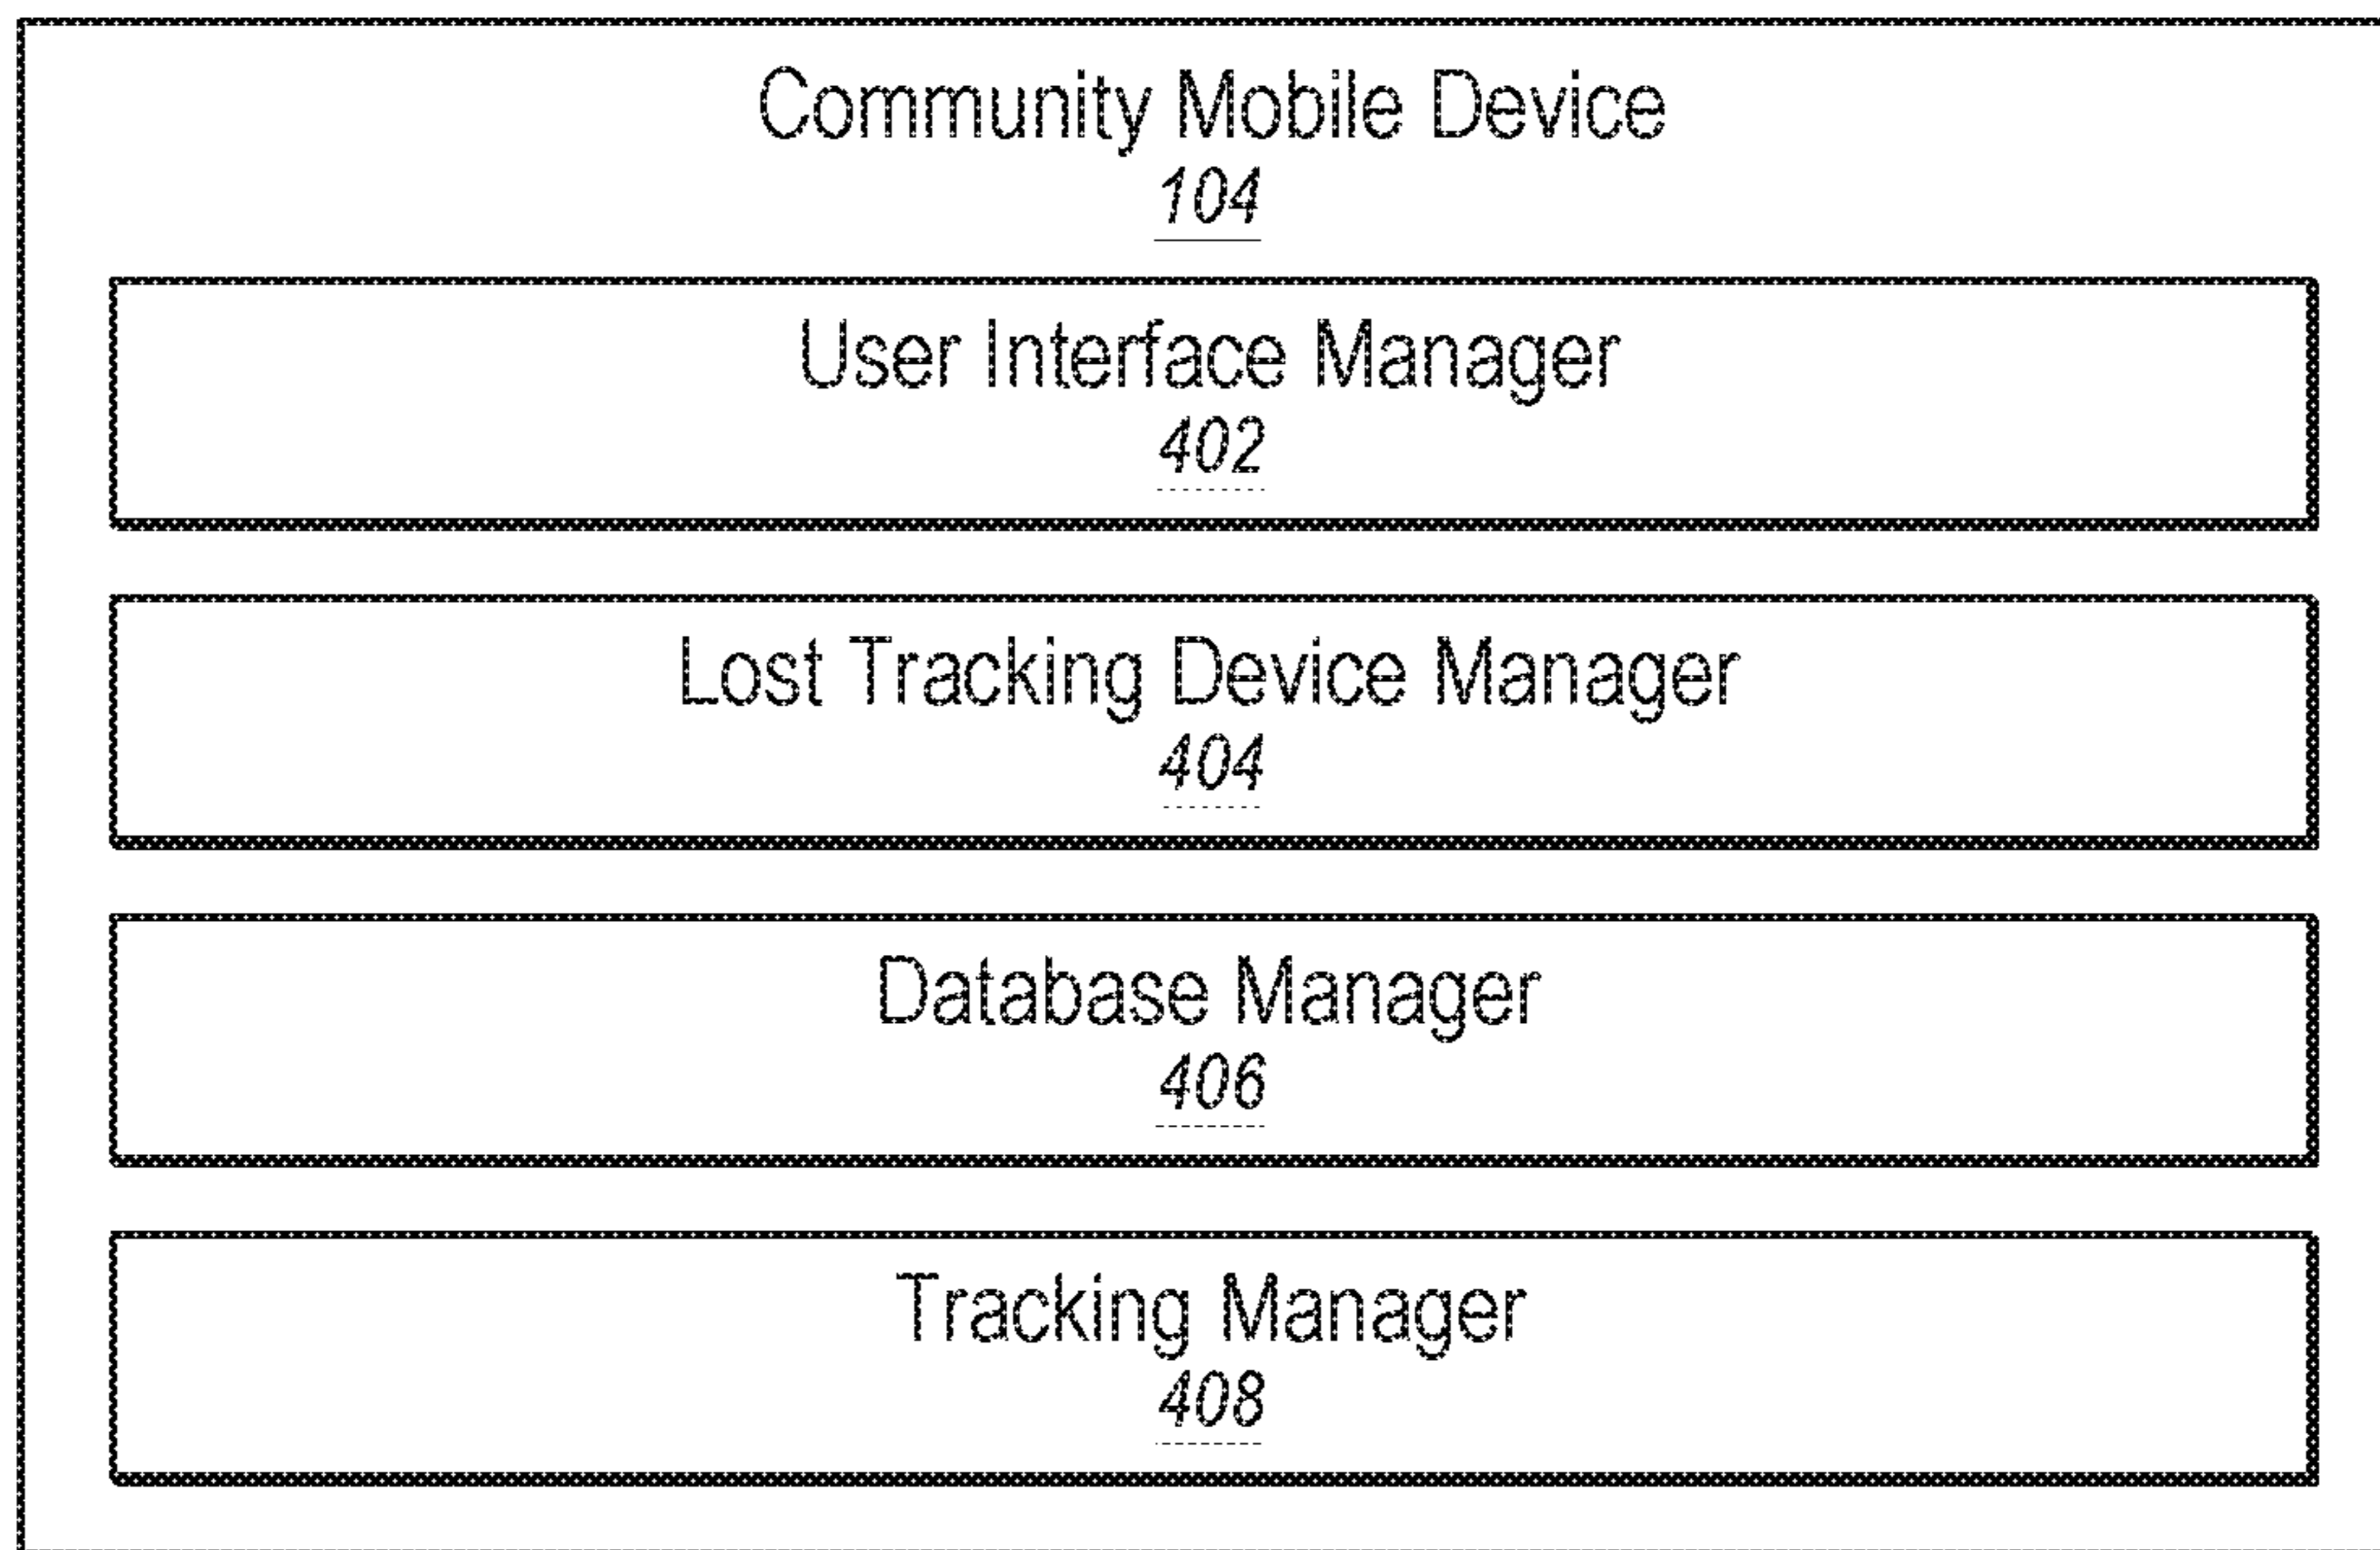 Community Mobile Device
104
User Interface Manager
402
Lost Tracking Device Manager
404
Database Manager
406
Tracking Manager
408